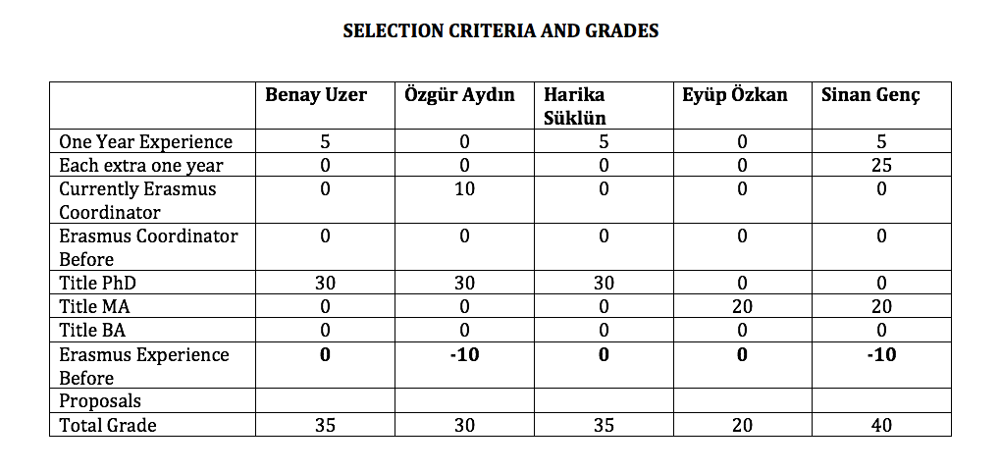 SELECTION CRITERIA AND GRADES
Benay Uzer Özgür Aydın Harika Süklün Eyüp Özkan Sinan Genç
One Year Experience 5 0 5 0 5
Each extra one year 0 0 0 0 25
Currently Erasmus Coordinator 0 10 0 0 0
Erasmus Coordinator Before 0 0 0 0 0
Title PhD 30 30 30 0 0
Title MA 0 0 0 20 20
Title BA 0 0 0 0 0
Erasmus Experience Before 0 -10 0 0 -10
Proposals
Total Grade 35 30 35 20 40